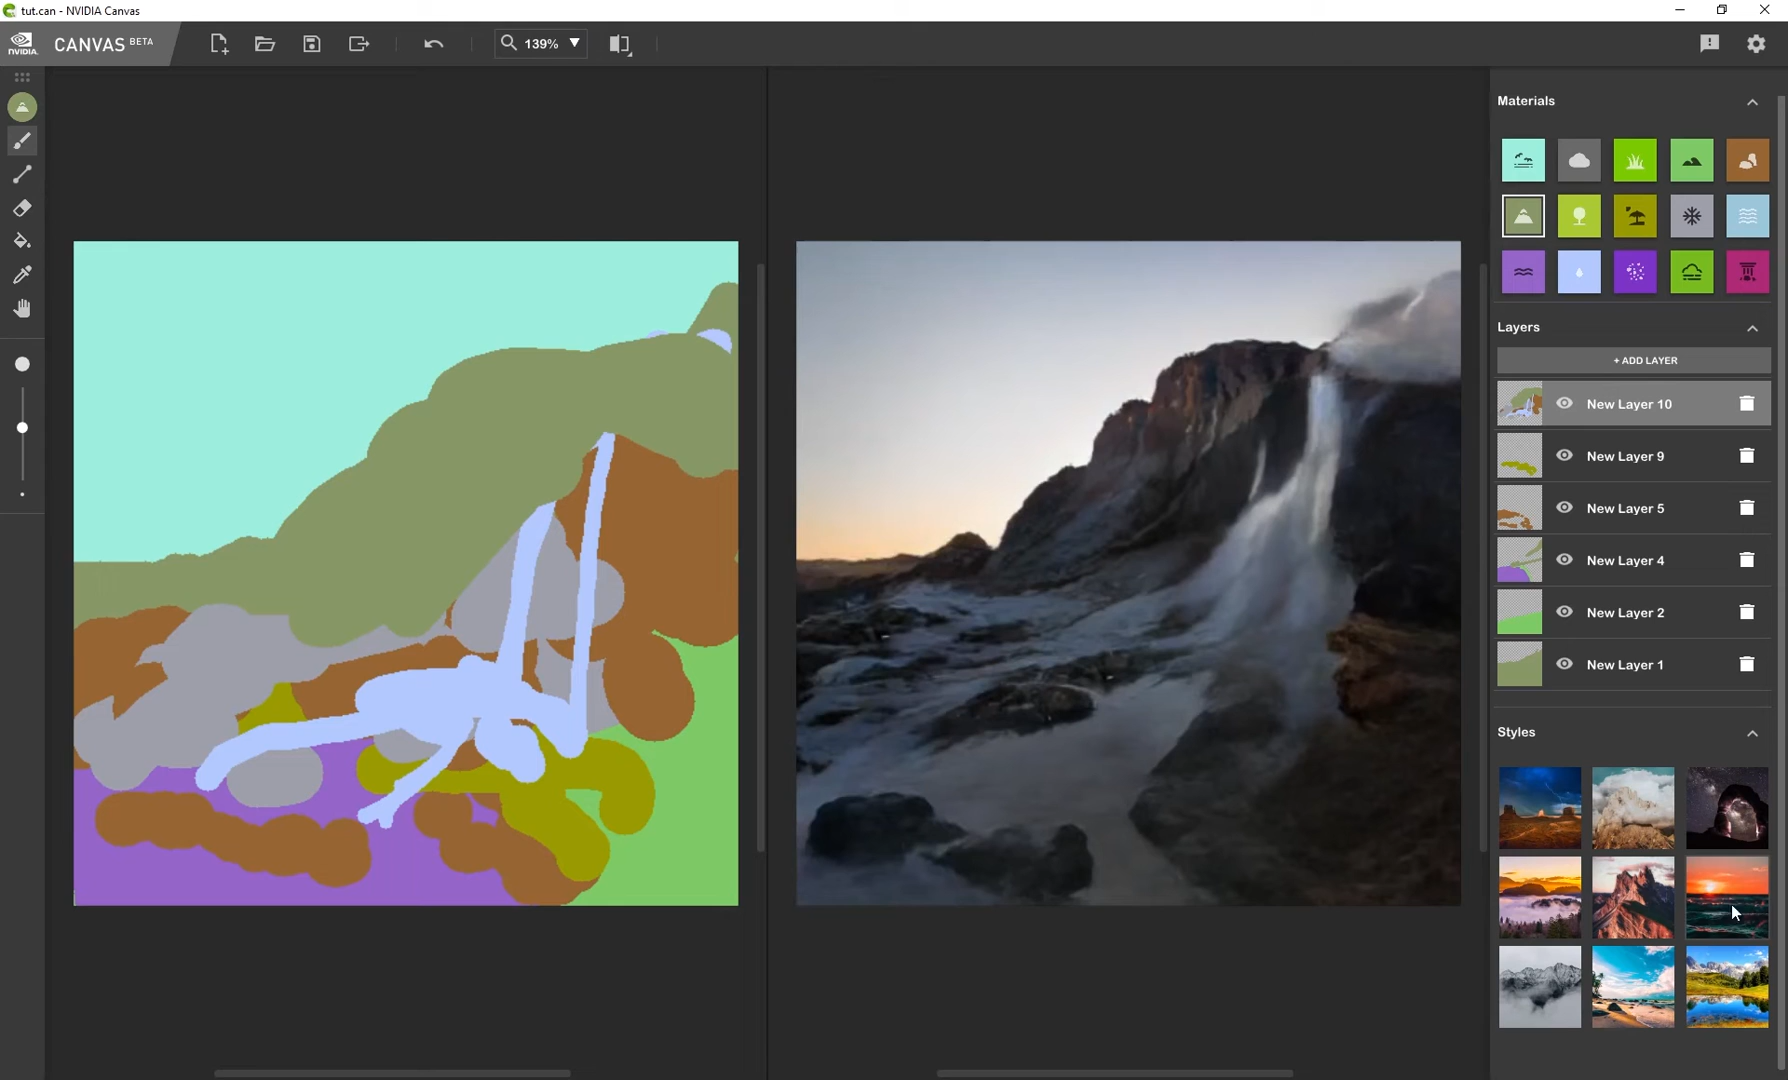 tut.can - NVIDIA Canvas
NVIDIA
CANVAS BETA
139%
Materials
Layers
+ ADD LAYER
New Layer 10
New Layer 9
New Layer 5
New Layer 4
New Layer 2
New Layer 1
Styles